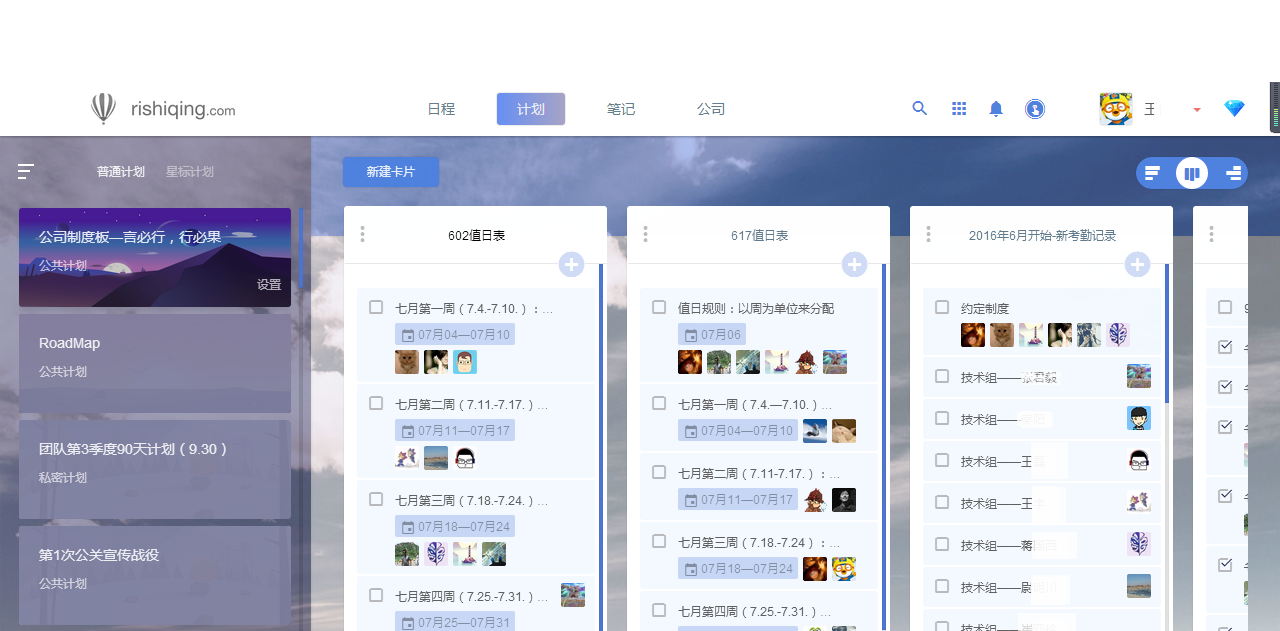 rishiqing.com
日程
计划
笔记
公司
王
普通计划
星标计划
新建卡片
公司制度板—言必行，行必果
公共计划
设置
RoadMap
公共计划
团队第3季度90天计划（9.30）
私密计划
第1次公关宣传战役
公共计划
602值日表
七月第一周（7.4.-7.10.）：...
07月04—07月10
七月第二周（7.11.-7.17.）...
07月11—07月17
七月第三周（7.18.-7.24.）...
07月18—07月24
七月第四周（7.25.-7.31.）...
07月25—07月31
617值日表
值日规则：以周为单位来分配
07月06
七月第一周（7.4.—7.10.）...
07月04—07月10
七月第二周（7.11-7.17.）：...
07月11—07月17
七月第三周（7.18.-7.24）：...
07月18—07月24
七月第四周（7.25.-7.31.）...
2016年6月开始-新考勤记录
约定制度
技术组——张君毅
技术组——
技术组——王
技术组——王
技术组——蒋
技术组——尉
技术组——